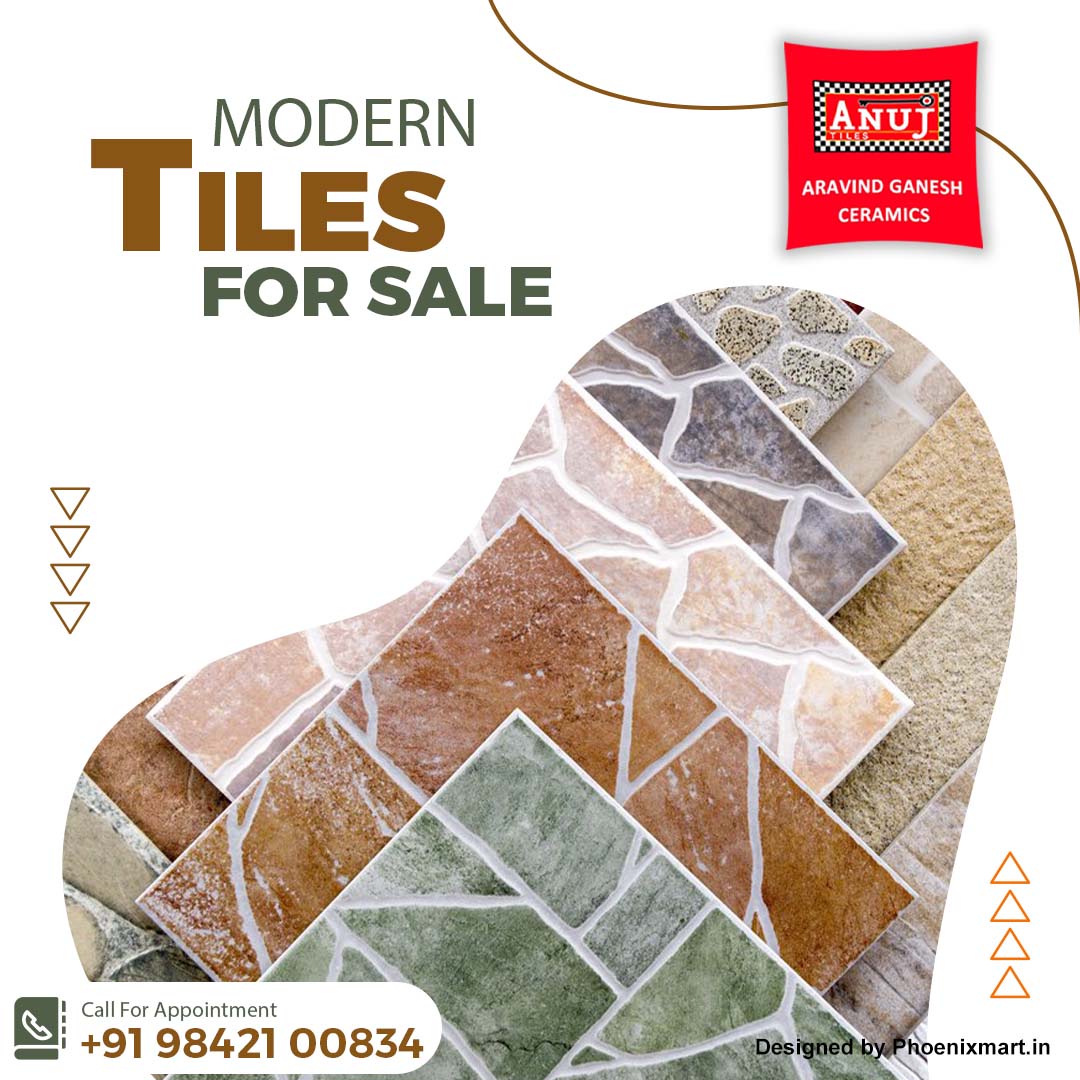 MODERN
TILES
FOR SALE
ANUJ
TILES
ARAVIND GANESH
CERAMICS
Call For Appointment
+91 98421 00834
Designed by Phoenixmart.in